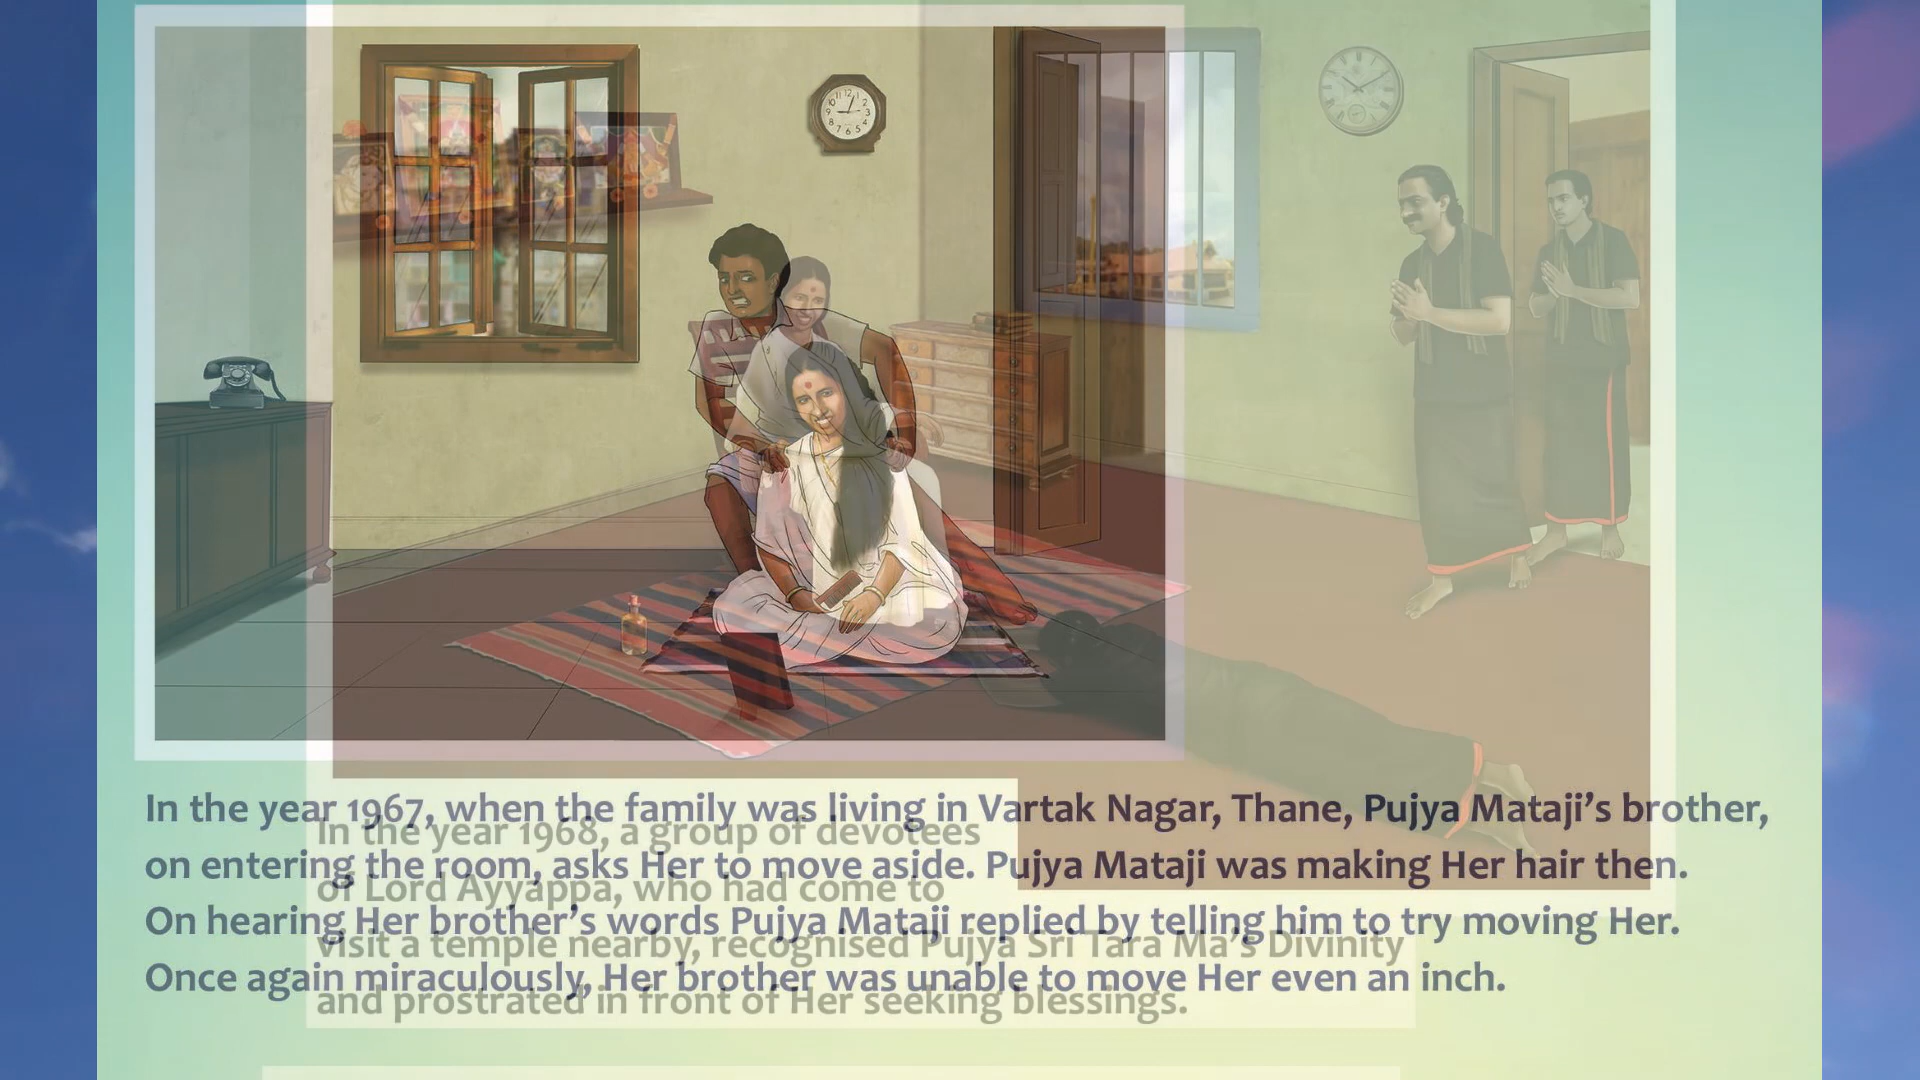 In the year 1967, when the family was living in Vartak Nagar, Thane, Pujya Mataji’s brother,
on entering the room, asks Her to move aside. Pujya Mataji was making Her hair then.
On hearing Her brother’s words Pujya Mataji replied by telling him to try moving Her.
Once again miraculously, Her brother was unable to move Her even an inch.
In the year 1968, a group of devotees
of Lord Ayyappa, who had come to
visit a temple nearby, recognised Pujya Sri Tara Ma’s Divinity
and prostrated in front of Her seeking blessings.